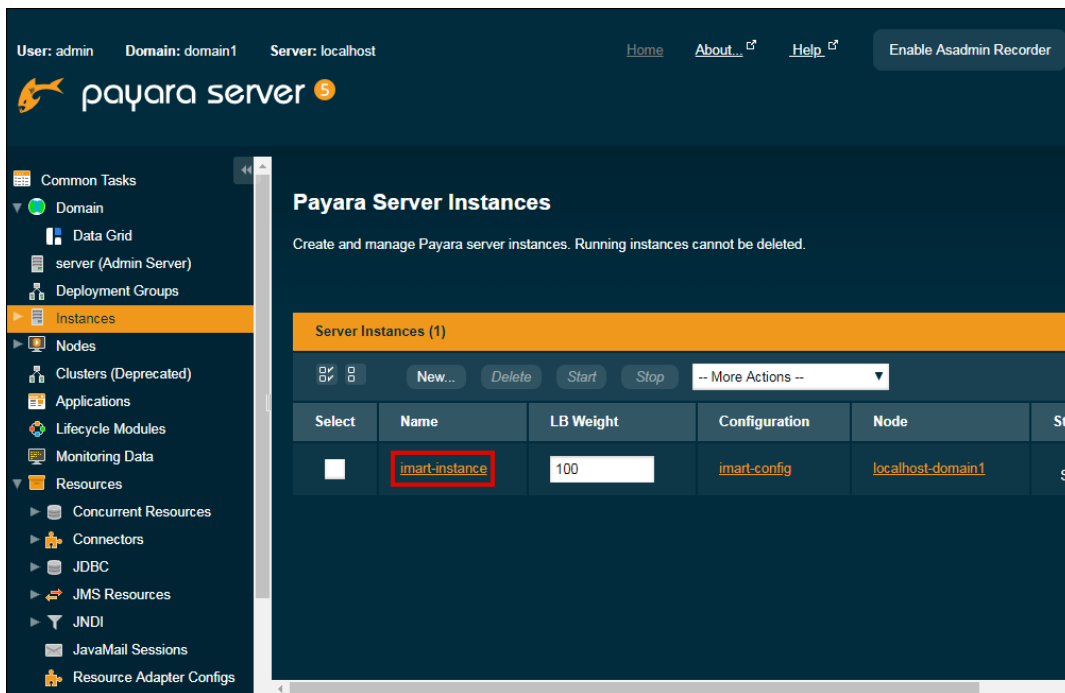 User: admin Domain: domain1 Server: localhost Home About... Help Enable Asadmin Recorder
payara server 5
Common Tasks
Domain
Data Grid
server (Admin Server)
Deployment Groups
Instances
Nodes
Clusters (Deprecated)
Applications
Lifecycle Modules
Monitoring Data
Resources
Concurrent Resources
Connectors
JDBC
JMS Resources
JNDI
JavaMail Sessions
Resource Adapter Configs
Payara Server Instances
Create and manage Payara server instances. Running instances cannot be deleted.
Server Instances (1)
New... Delete Start Stop -- More Actions --
Select Name LB Weight Configuration Node
imart-instance 100 imart-config localhost-domain1